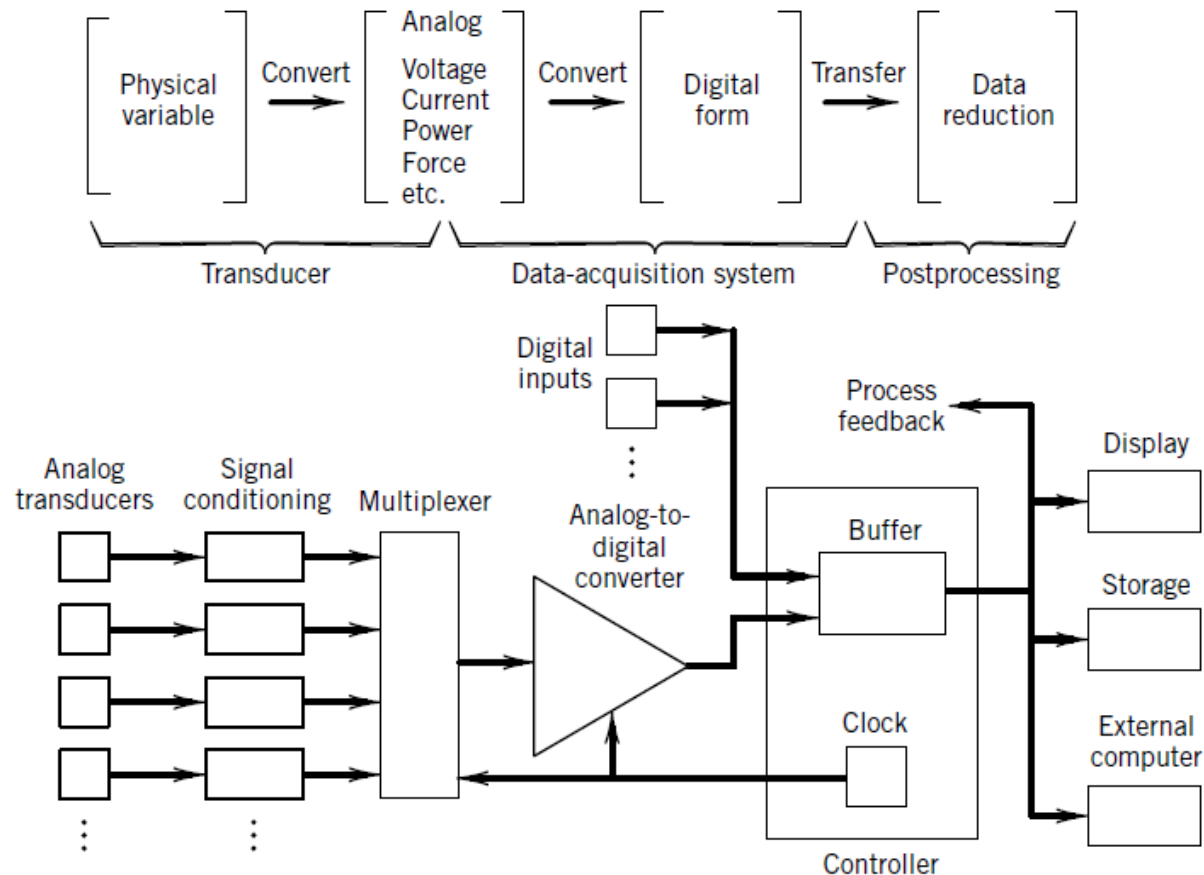 Physical
variable
Convert
Analog
Voltage
Current
Power
Force
etc.
Convert
Digital
form
Transfer
Data
reduction
Transducer
Data-acquisition system
Postprocessing
Digital
inputs
Process
feedback
Display
Analog
transducers
Signal
conditioning
Multiplexer
Analog-to-
digital
converter
Buffer
Storage
Clock
External
computer
Controller